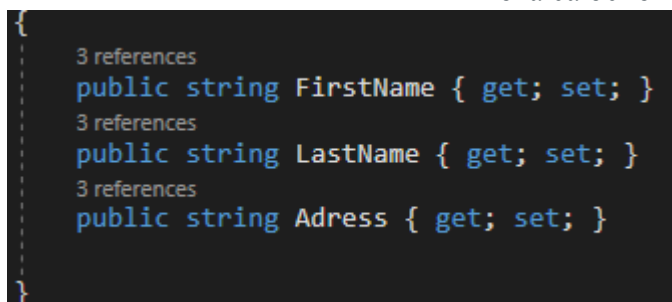 {
3 references
public string FirstName { get; set; }
3 references
public string LastName { get; set; }
3 references
public string Adress { get; set; }
}